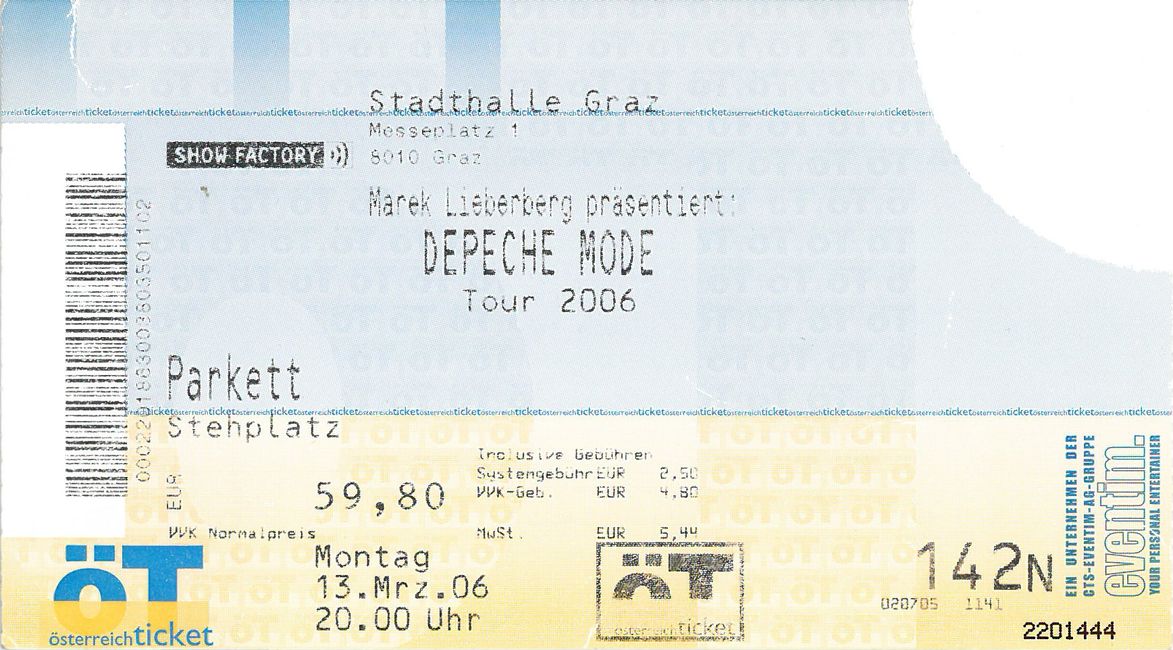 Stadthalle Graz
Messeplatz 1
8010 Graz
SHOW FACTORY
Marek Lieberberg präsentiert:
DEPECHE MODE
Tour 2006
Parkett
Stehplatz
Inclusive Gebühren
Systemgebühr EUR 2,50
VVK-Geb. EUR 4,80
EUR 59,80
VVK Normalpreis
MwSt. EUR 5,44
Montag
13.Mrz.06
20.00 Uhr
öT
österreichticket
öT
österreichticket
142N
020705 1141
2201444
EIN UNTERNEHMEN DER
CTS-EVENTIM-AG-GRUPPE
eventim.
YOUR PERSONAL ENTERTAINER